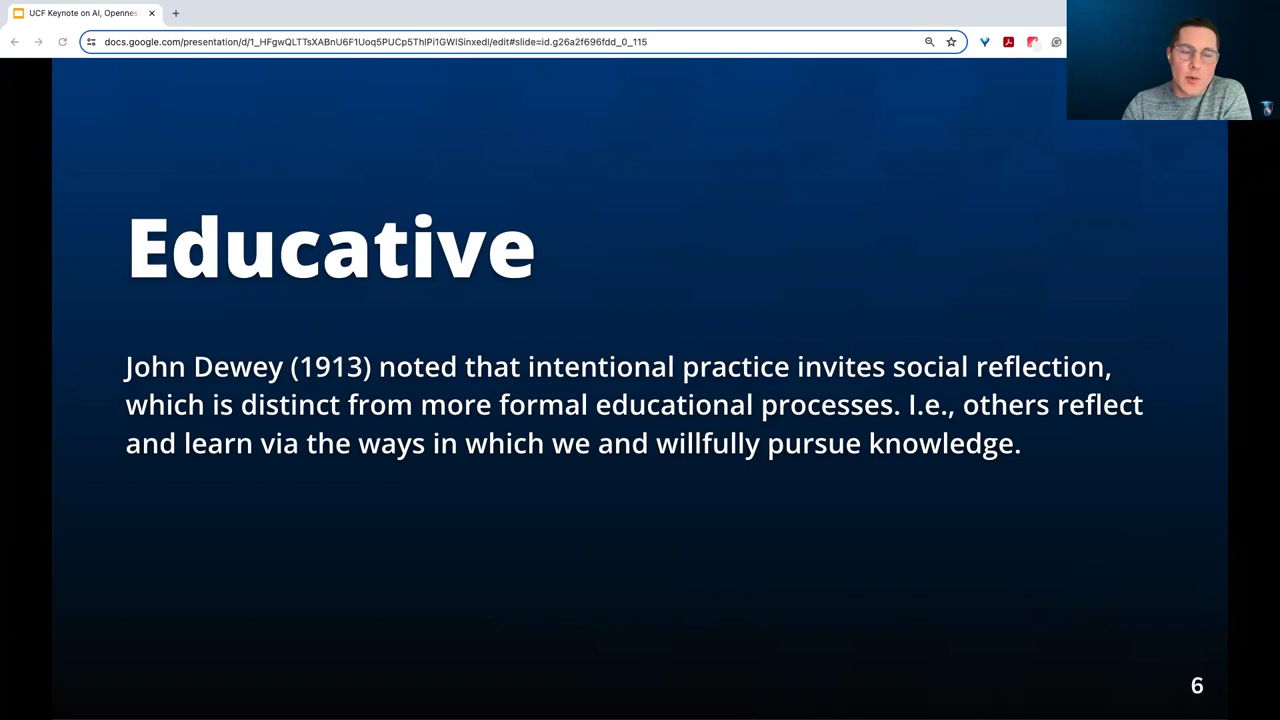 UCF Keynote on AI, Opennes
docs.google.com/presentation/d/1_HFgwQLTTsXABnU6F1Uoq5PUCp5ThIPi1GWlSinxedI/edit#slide=id.g26a2f696fdd_0_115
Educative
John Dewey (1913) noted that intentional practice invites social reflection,
which is distinct from more formal educational processes. I.e., others reflect
and learn via the ways in which we and willfully pursue knowledge.
6